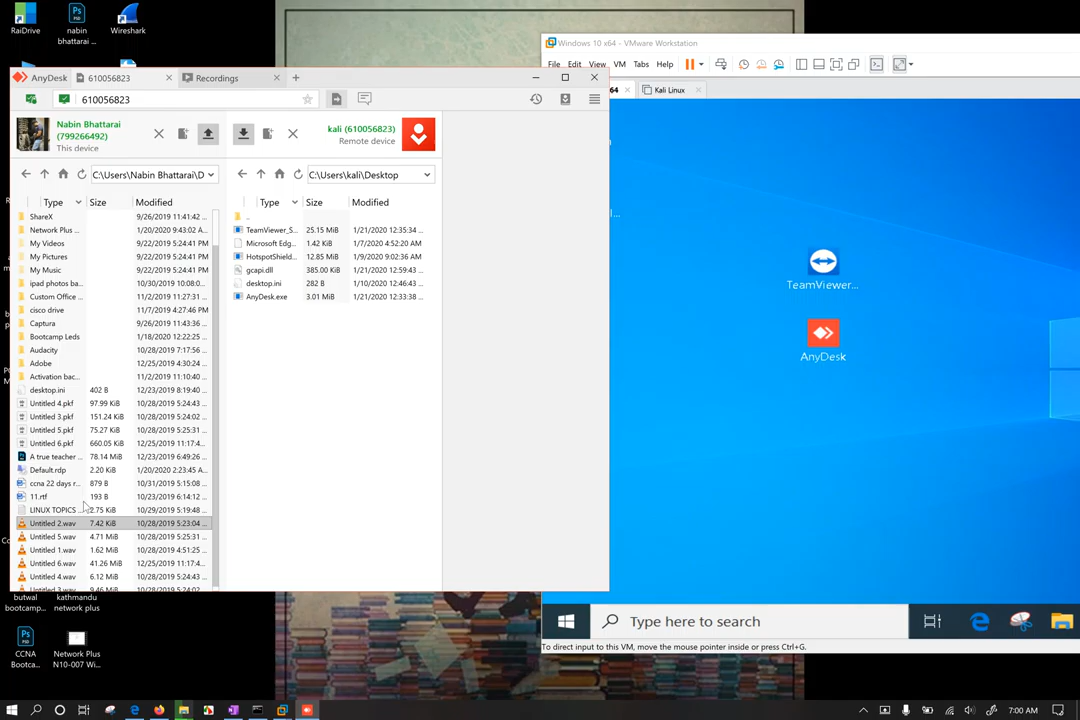 RaiDrive
nabin
bhattarai ...
Wireshark
AnyDesk
610056823
Recordings
610056823
Nabin Bhattarai
(799266492)
This device
kali (610056823)
Remote device
C:\Users\Nabin Bhattarai\D
C:\Users\kali\Desktop
Type Size Modified
ShareX 9/26/2019 11:41:42 ...
Network Plus ... 1/20/2020 9:43:02 A...
My Videos 9/22/2019 5:24:41 PM
My Pictures 9/22/2019 5:24:41 PM
My Music 9/22/2019 5:24:41 PM
ipad photos ba... 10/30/2019 10:08:0...
Custom Office ... 11/2/2019 11:27:31 ...
cisco drive 11/7/2019 4:27:46 PM
Captura 9/26/2019 11:43:36 ...
Bootcamp Leds 1/18/2020 12:22:25 ...
Audacity 10/28/2019 7:17:56 ...
Adobe 12/25/2019 4:30:24 ...
Activation bac... 11/2/2019 11:10:40 ...
desktop.ini 402 B 12/23/2019 8:19:40 ...
Untitled 4.pkf 97.99 KiB 10/28/2019 5:24:43 ...
Untitled 3.pkf 151.24 KiB 10/28/2019 5:24:02 ...
Untitled 5.pkf 75.27 KiB 10/28/2019 5:25:31 ...
Untitled 6.pkf 660.05 KiB 12/25/2019 11:17:4...
A true teacher ... 78.14 MiB 12/23/2019 6:49:26 ...
Default.rdp 2.20 KiB 1/20/2020 2:23:45 A...
ccna 22 days r... 879 B 10/31/2019 5:15:08 ...
11.rtf 193 B 10/23/2019 6:14:12 ...
LINUX TOPICS ... 2.75 KiB 10/29/2019 5:19:48 ...
Untitled 2.wav 7.42 KiB 10/28/2019 5:23:04 ...
Untitled 5.wav 4.71 MiB 10/28/2019 5:25:31 ...
Untitled 1.wav 1.62 MiB 10/28/2019 4:51:25 ...
Untitled 6.wav 41.26 MiB 12/25/2019 11:17:4...
Untitled 4.wav 6.12 MiB 10/28/2019 5:24:43 ...
Untitled 3.wav 9.46 MiB 10/28/2019 5:24:02 ...
Type Size Modified
..
TeamViewer_S... 25.15 MiB 1/21/2020 12:35:34 ...
Microsoft Edg... 1.42 KiB 1/7/2020 4:52:20 AM
HotspotShield... 12.85 MiB 1/9/2020 9:02:36 AM
gcapi.dll 385.00 KiB 1/21/2020 12:59:43 ...
desktop.ini 282 B 1/10/2020 12:46:43 ...
AnyDesk.exe 3.01 MiB 1/21/2020 12:33:38 ...
Windows 10 x64 - VMware Workstation
File Edit View VM Tabs Help
64
Kali Linux
TeamViewer...
AnyDesk
Type here to search
To direct input to this VM, move the mouse pointer inside or press Ctrl+G.
butwal
bootcamp...
kathmandu
network plus
CCNA
Bootca...
Network Plus
N10-007 Wi...
7:00 AM